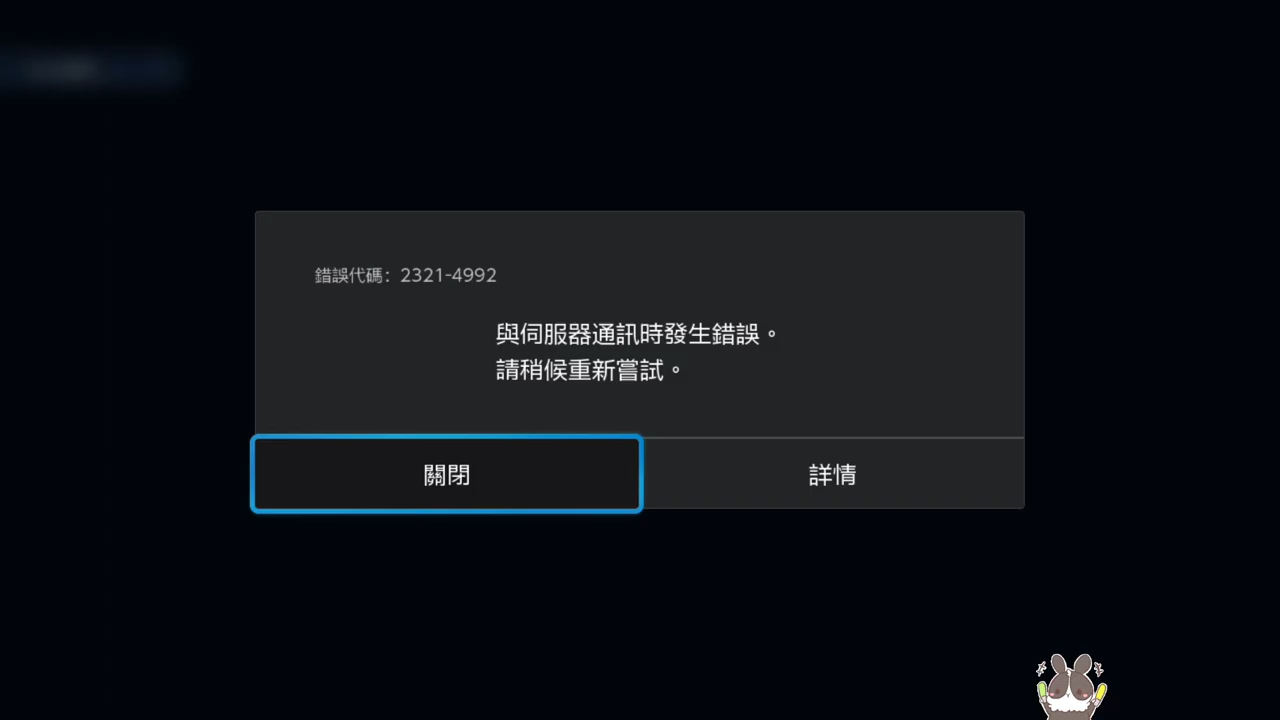 錯誤代碼：2321-4992
與伺服器通訊時發生錯誤。
請稍候重新嘗試。
關閉
詳情